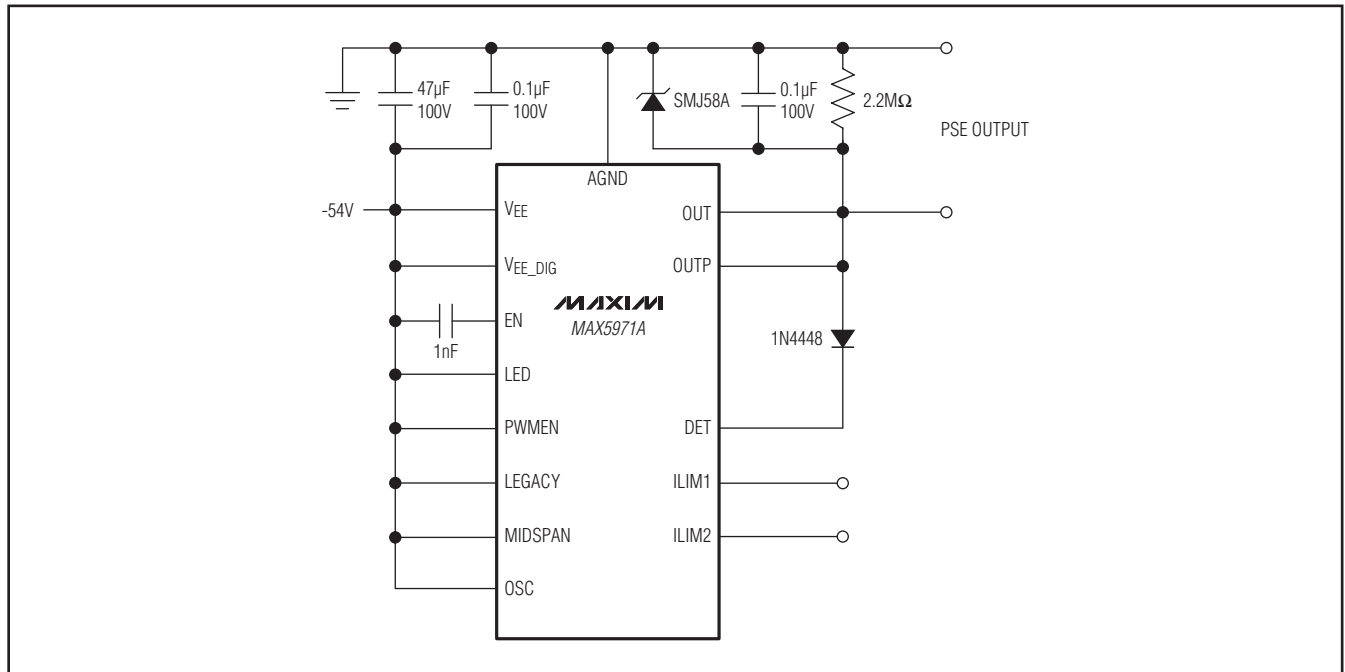 47µF
100V
0.1µF
100V
SMJ58A
0.1µF
100V
2.2MΩ
PSE OUTPUT
AGND
-54V
VEE
OUT
VEE_DIG
OUTP
MAXIM
MAX5971A
EN
1nF
1N4448
LED
PWMEN
DET
LEGACY
ILIM1
MIDSPAN
ILIM2
OSC